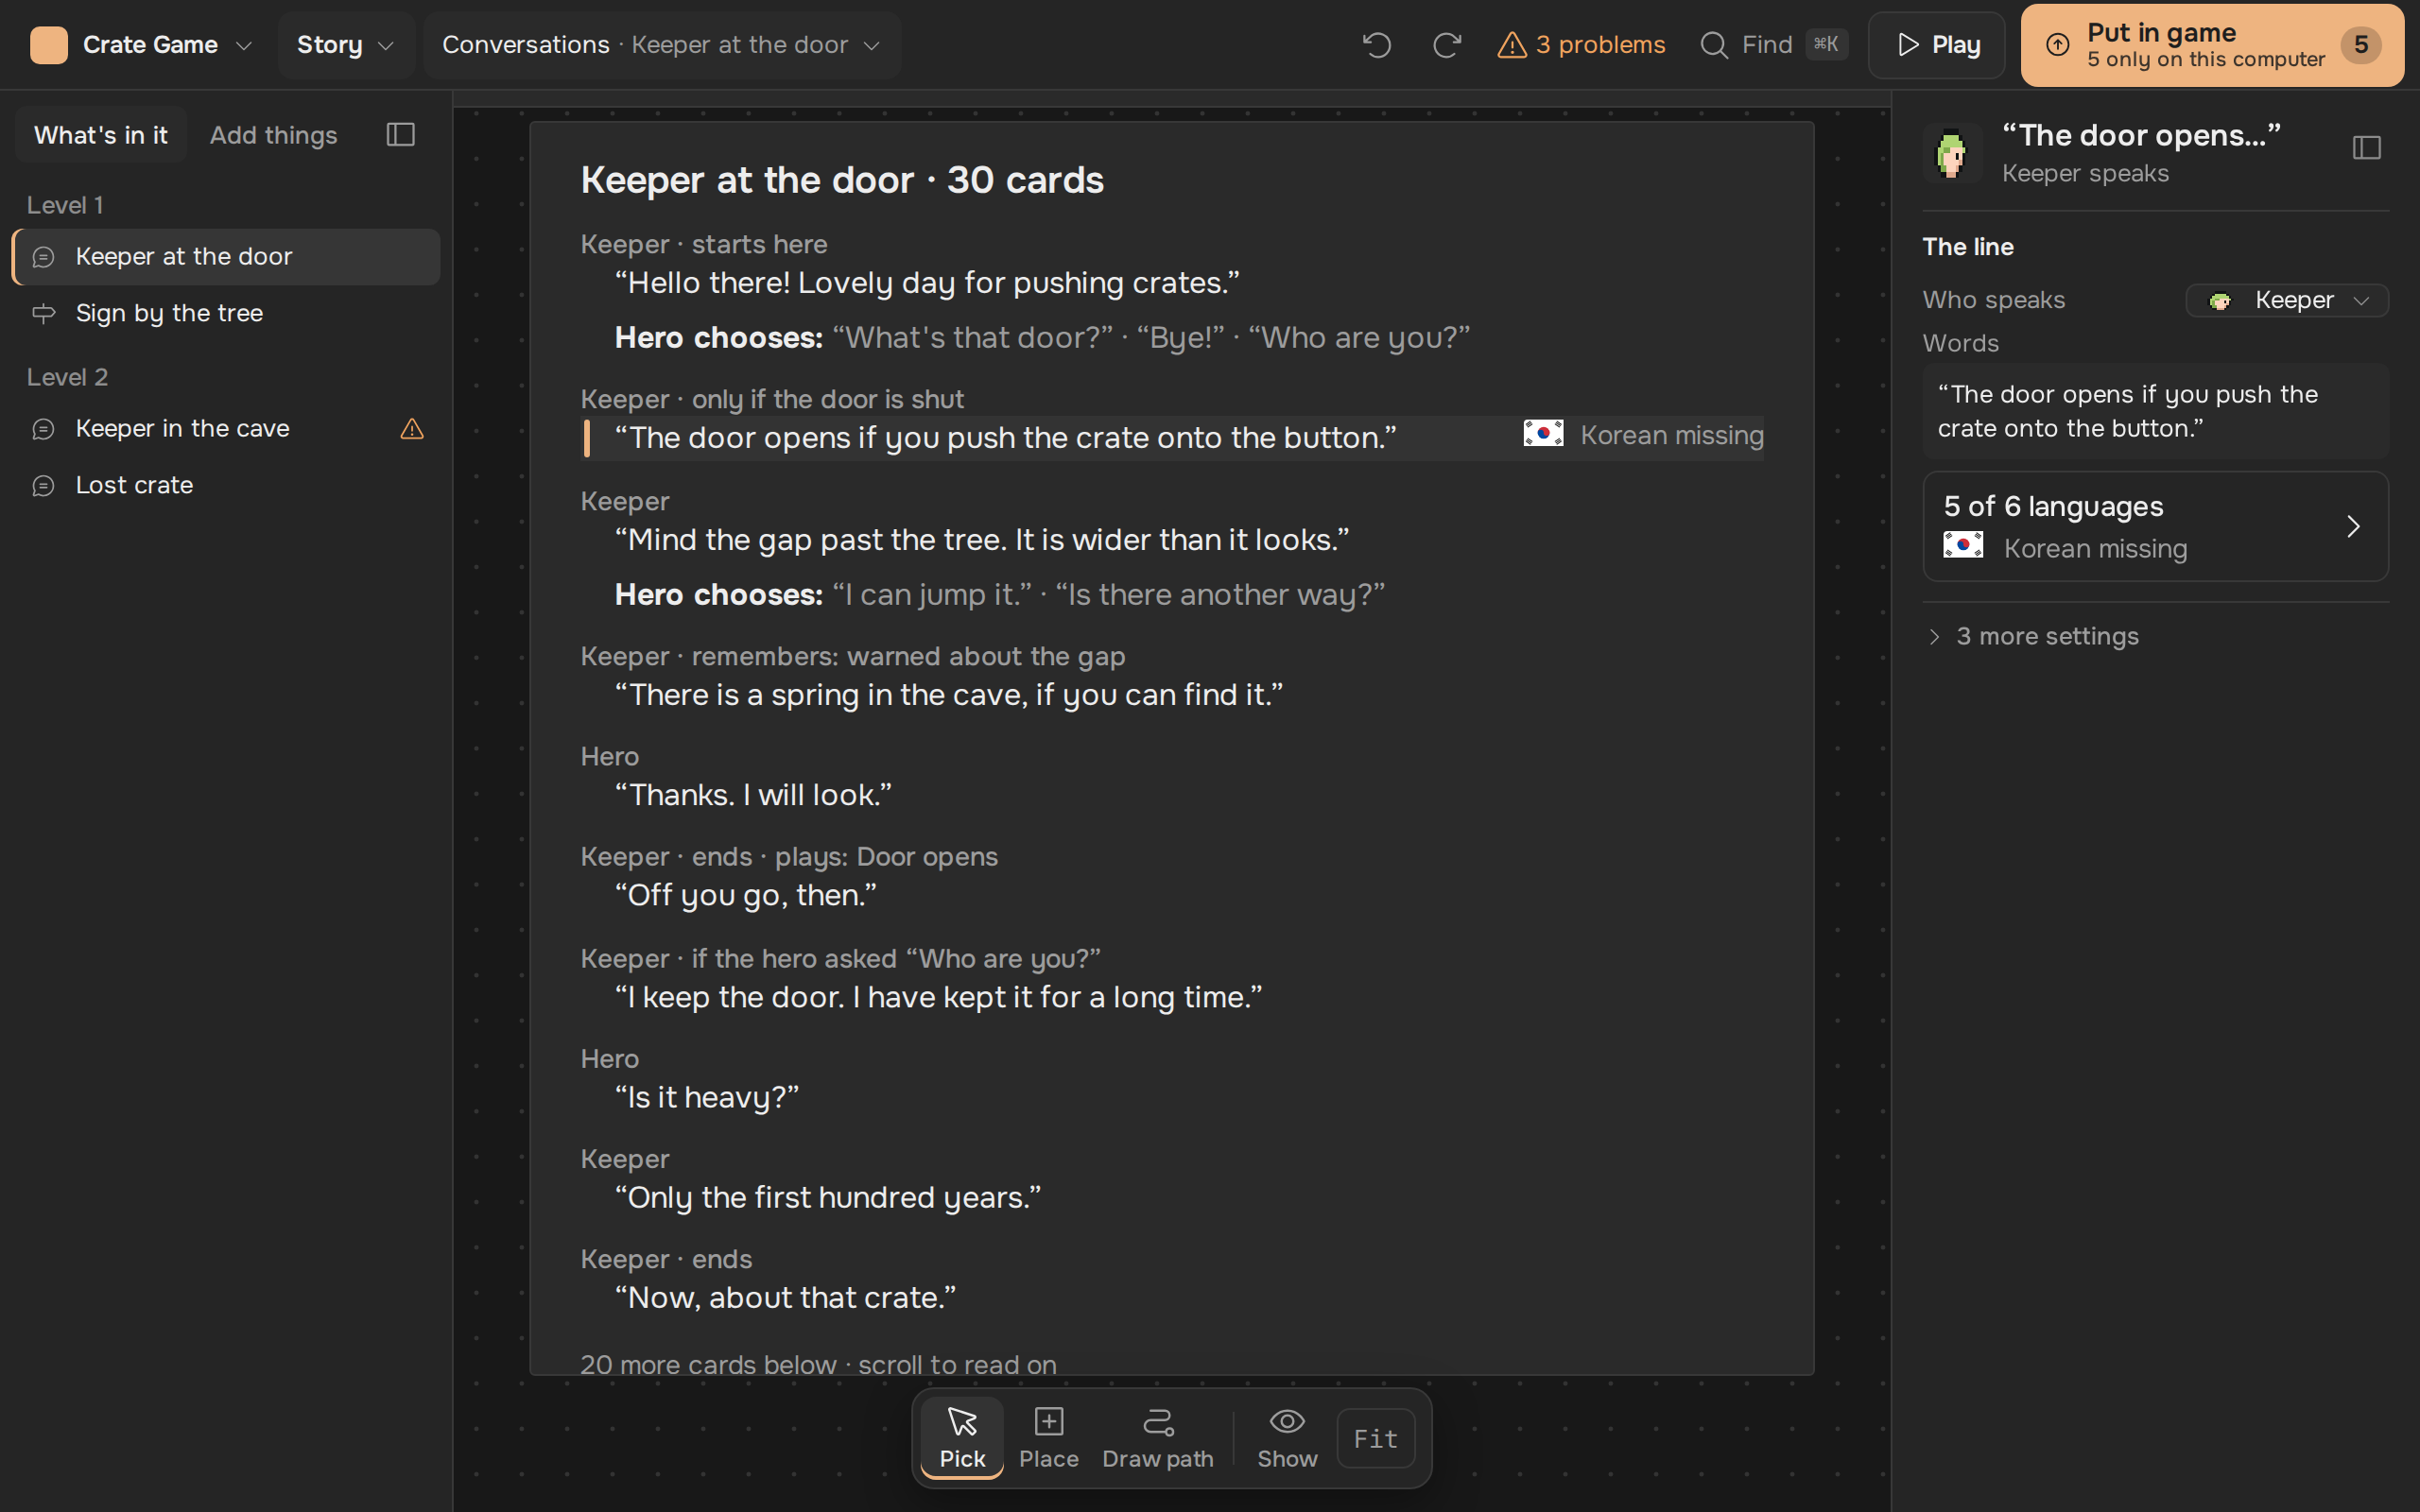 Crate Game
Story
Conversations · Keeper at the door
3 problems
Find ⌘K
Play
Put in game
5 only on this computer
5
What's in it
Add things
Level 1
Keeper at the door
Sign by the tree
Level 2
Keeper in the cave
Lost crate
Keeper at the door · 30 cards
Keeper · starts here
“Hello there! Lovely day for pushing crates.”
Hero chooses: “What's that door?” · “Bye!” · “Who are you?”
Keeper · only if the door is shut
“The door opens if you push the crate onto the button.”
Korean missing
Keeper
“Mind the gap past the tree. It is wider than it looks.”
Hero chooses: “I can jump it.” · “Is there another way?”
Keeper · remembers: warned about the gap
“There is a spring in the cave, if you can find it.”
Hero
“Thanks. I will look.”
Keeper · ends · plays: Door opens
“Off you go, then.”
Keeper · if the hero asked “Who are you?”
“I keep the door. I have kept it for a long time.”
Hero
“Is it heavy?”
Keeper
“Only the first hundred years.”
Keeper · ends
“Now, about that crate.”
20 more cards below · scroll to read on
Pick
Place
Draw path
Show
Fit
“The door opens...”
Keeper speaks
The line
Who speaks
Keeper
Words
“The door opens if you push the
crate onto the button.”
5 of 6 languages
Korean missing
3 more settings